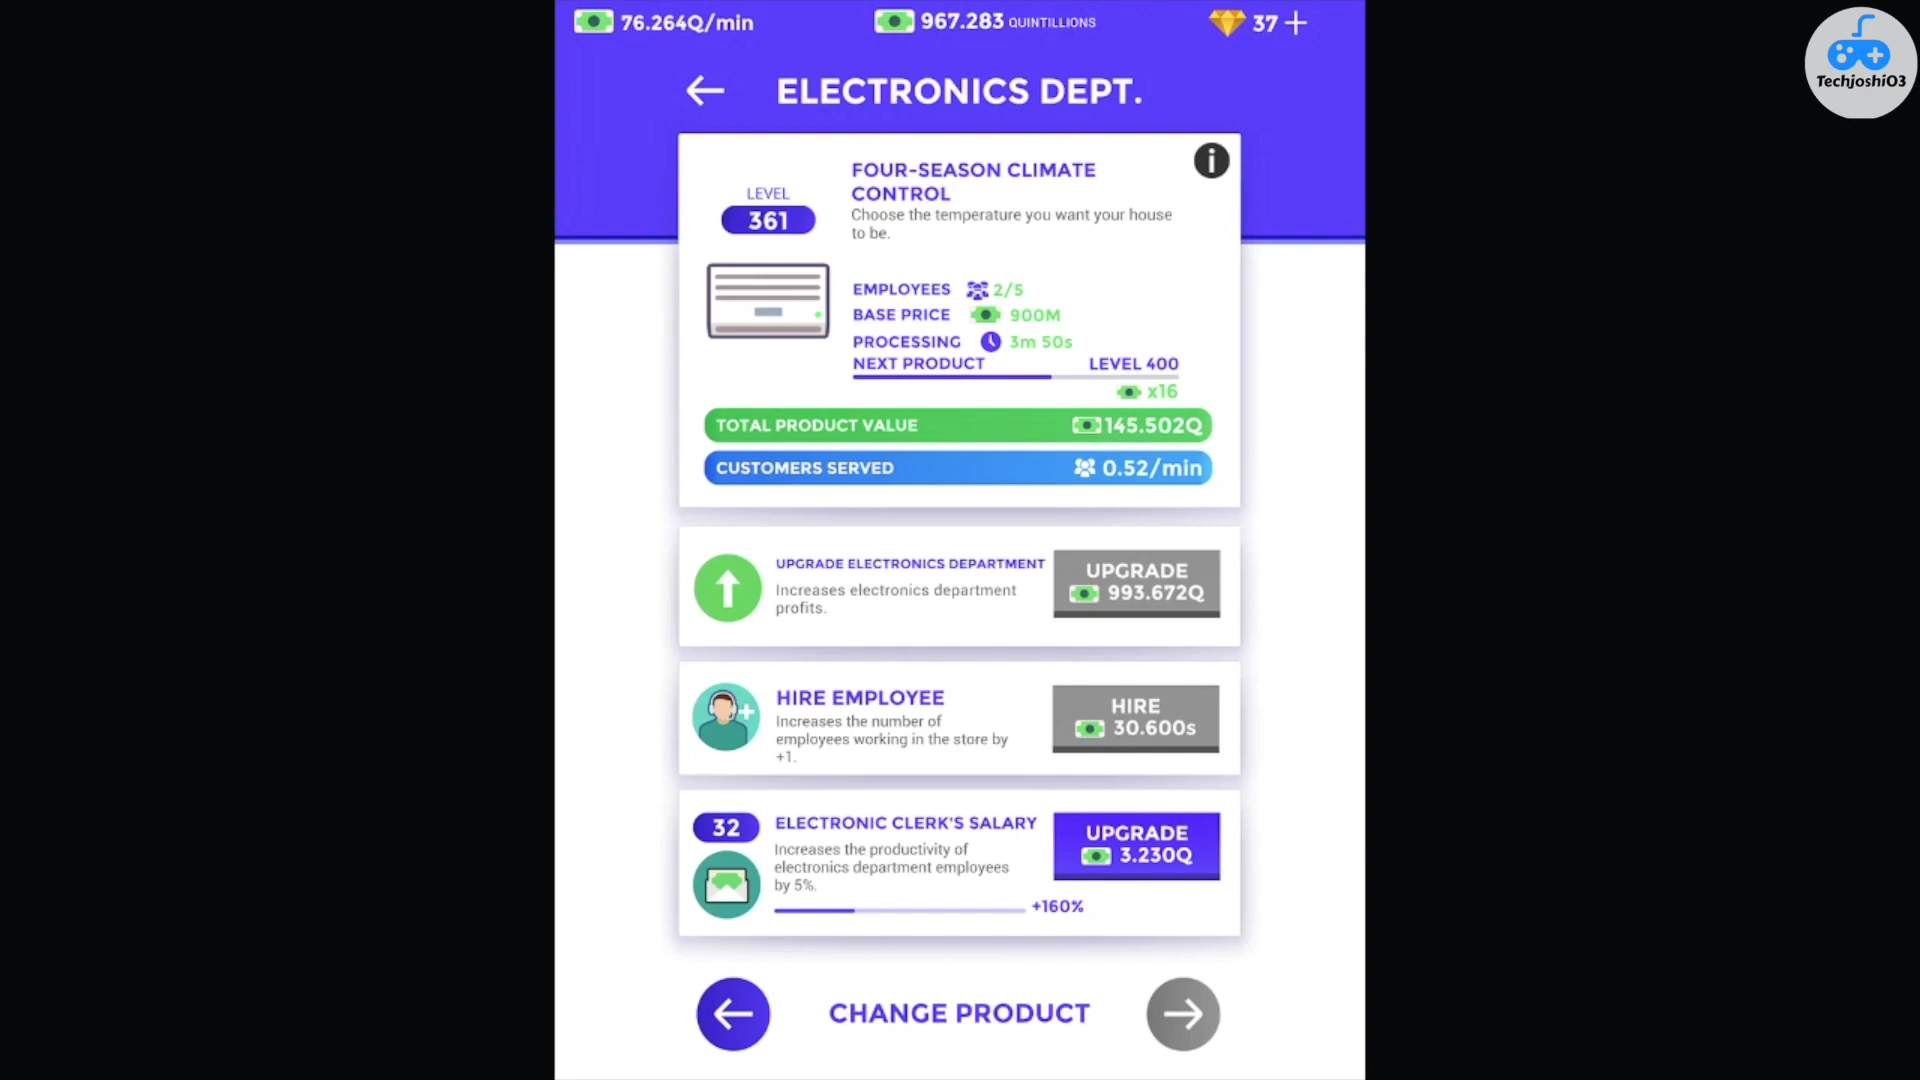 76.264Q/min
967.283 QUINTILLIONS
37
TechjoshiO3
ELECTRONICS DEPT.
i
FOUR-SEASON CLIMATE
CONTROL
LEVEL
361
Choose the temperature you want your house
to be.
EMPLOYEES 2/5
BASE PRICE 900M
PROCESSING 3m 50s
NEXT PRODUCT LEVEL 400
x16
TOTAL PRODUCT VALUE 145.502Q
CUSTOMERS SERVED 0.52/min
UPGRADE ELECTRONICS DEPARTMENT
Increases electronics department
profits.
UPGRADE
993.672Q
HIRE EMPLOYEE
Increases the number of
employees working in the store by
+1.
HIRE
30.600s
32
ELECTRONIC CLERK'S SALARY
Increases the productivity of
electronics department employees
by 5%.
+160%
UPGRADE
3.230Q
CHANGE PRODUCT